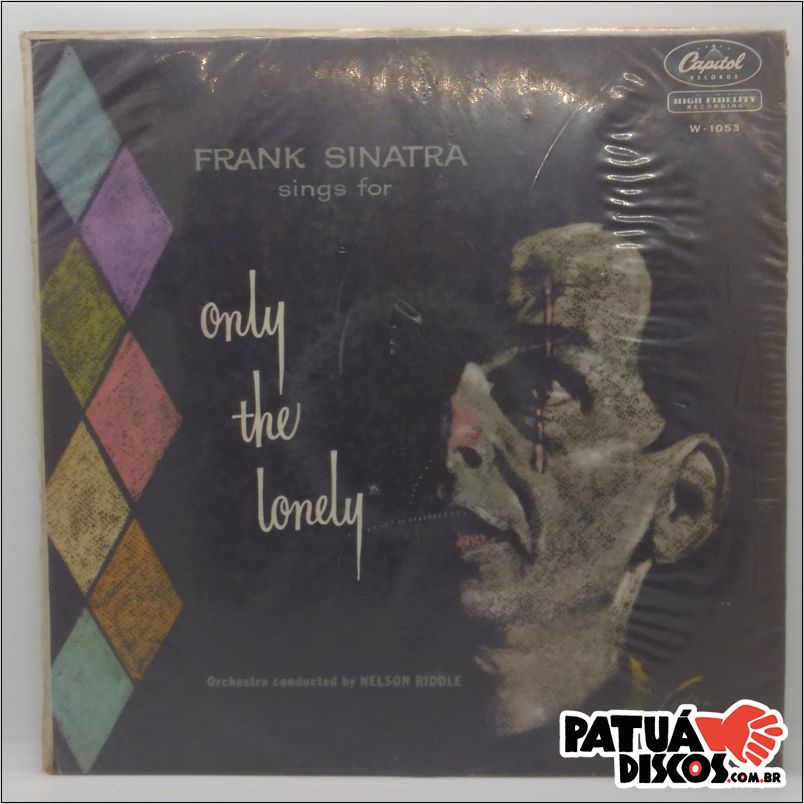 Capitol
RECORDS
HIGH FIDELITY
RECORDING
W-1053
FRANK SINATRA
sings for
only
the
lonely
Orchestra conducted by NELSON RIDDLE
PATUÁ
DISCOS.COM.BR